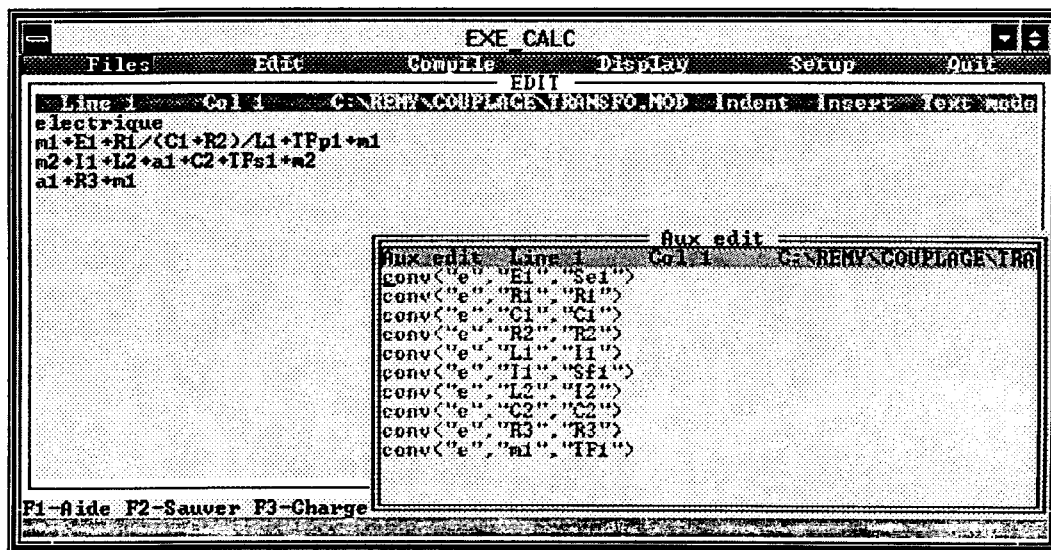 EXE_CALC
Files Edit Compile Display Setup Quit
EDIT
Line 1 Col 1 C:\REMY\COUPLAGE\TRANSFO.MOD Indent Insert Text mode
electrique
m1+E1+R1/(C1+R2)/L1+TFp1+m1
m2+I1+L2+a1+C2+TFs1+m2
a1+R3+m1
Aux edit
Aux edit Line 1 Col 1 C:\REMY\COUPLAGE\TRA
conv("e","E1","Se1")
conv("e","R1","R1")
conv("e","C1","C1")
conv("e","R2","R2")
conv("e","L1","I1")
conv("e","I1","Sf1")
conv("e","L2","I2")
conv("e","C2","C2")
conv("e","R3","R3")
conv("e","m1","TF1")
F1-Aide F2-Sauver F3-Charge